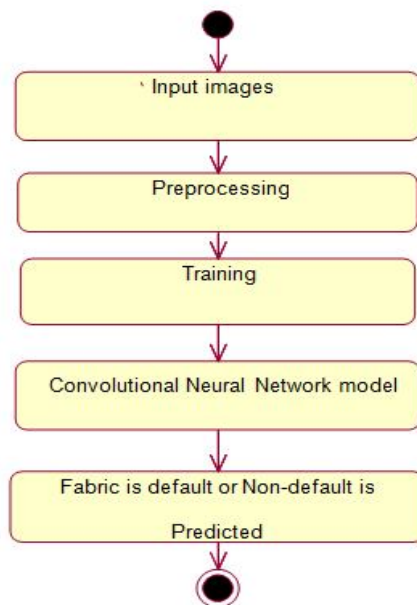 Input images
Preprocessing
Training
Convolutional Neural Network model
Fabric is default or Non-default is
Predicted